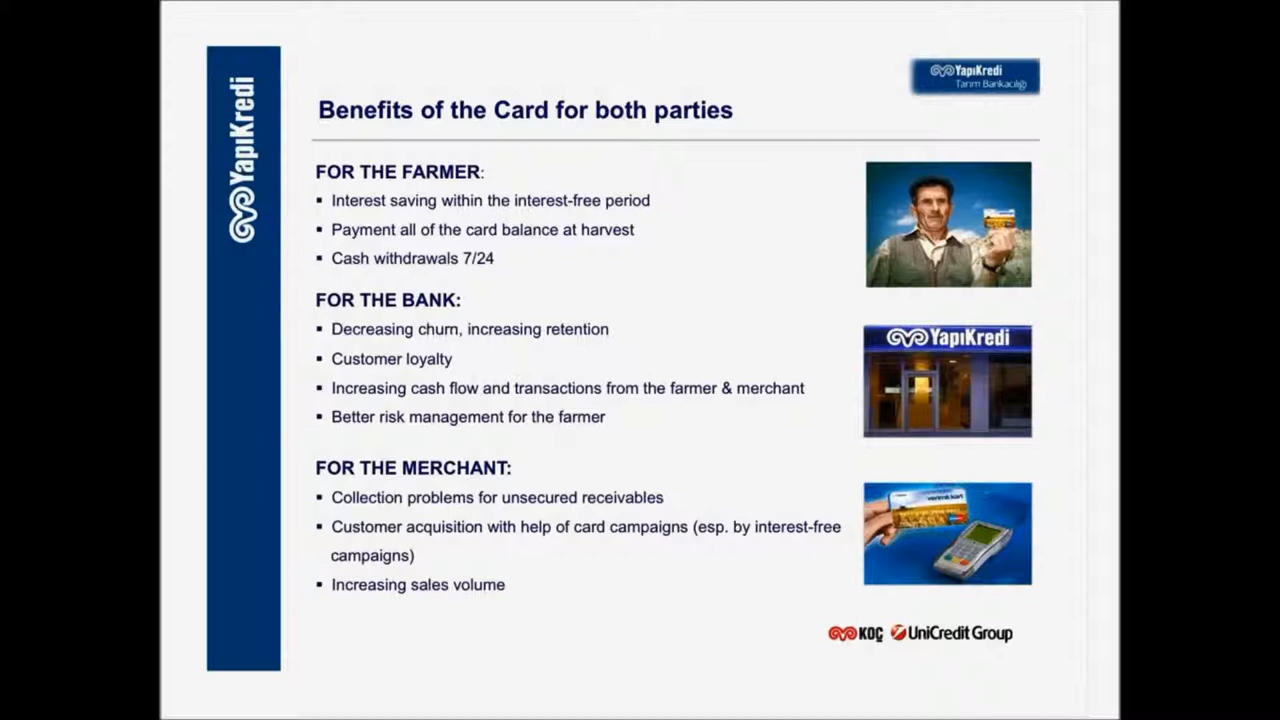 YapıKredi
YapıKredi
Tarım Bankacılığı
Benefits of the Card for both parties
FOR THE FARMER:
▪ Interest saving within the interest-free period
▪ Payment all of the card balance at harvest
▪ Cash withdrawals 7/24
FOR THE BANK:
▪ Decreasing churn, increasing retention
▪ Customer loyalty
▪ Increasing cash flow and transactions from the farmer & merchant
▪ Better risk management for the farmer
YapıKredi
FOR THE MERCHANT:
▪ Collection problems for unsecured receivables
▪ Customer acquisition with help of card campaigns (esp. by interest-free
campaigns)
▪ Increasing sales volume
verimli kart
KOÇ UniCredit Group